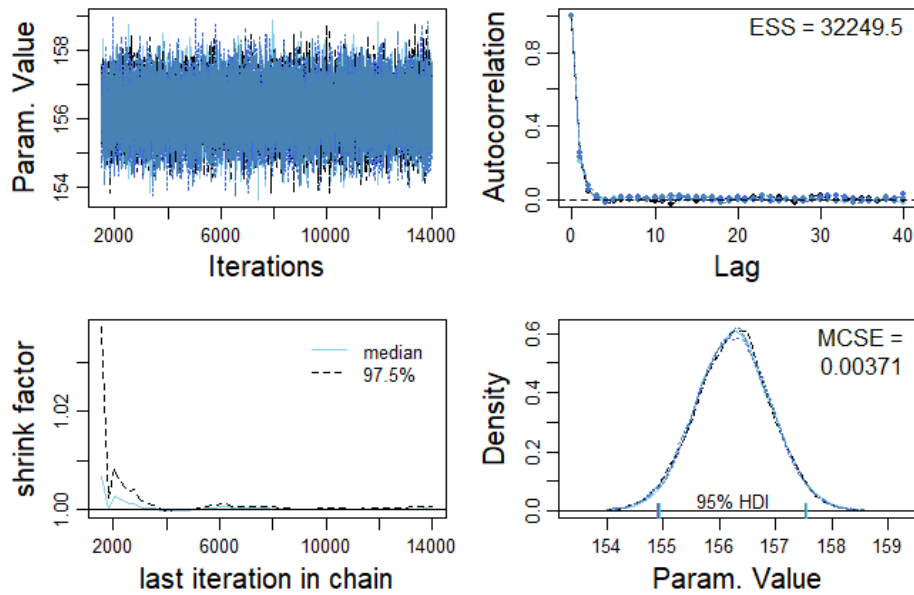 Param. Value
158
156
154
2000
6000
10000
14000
Iterations
ESS = 32249.5
Autocorrelation
0.8
0.4
0.0
0
10
20
30
40
Lag
median
97.5%
shrink factor
1.02
1.00
2000
6000
10000
14000
last iteration in chain
MCSE =
0.00371
Density
0.6
0.4
0.2
0.0
95% HDI
154
155
156
157
158
159
Param. Value